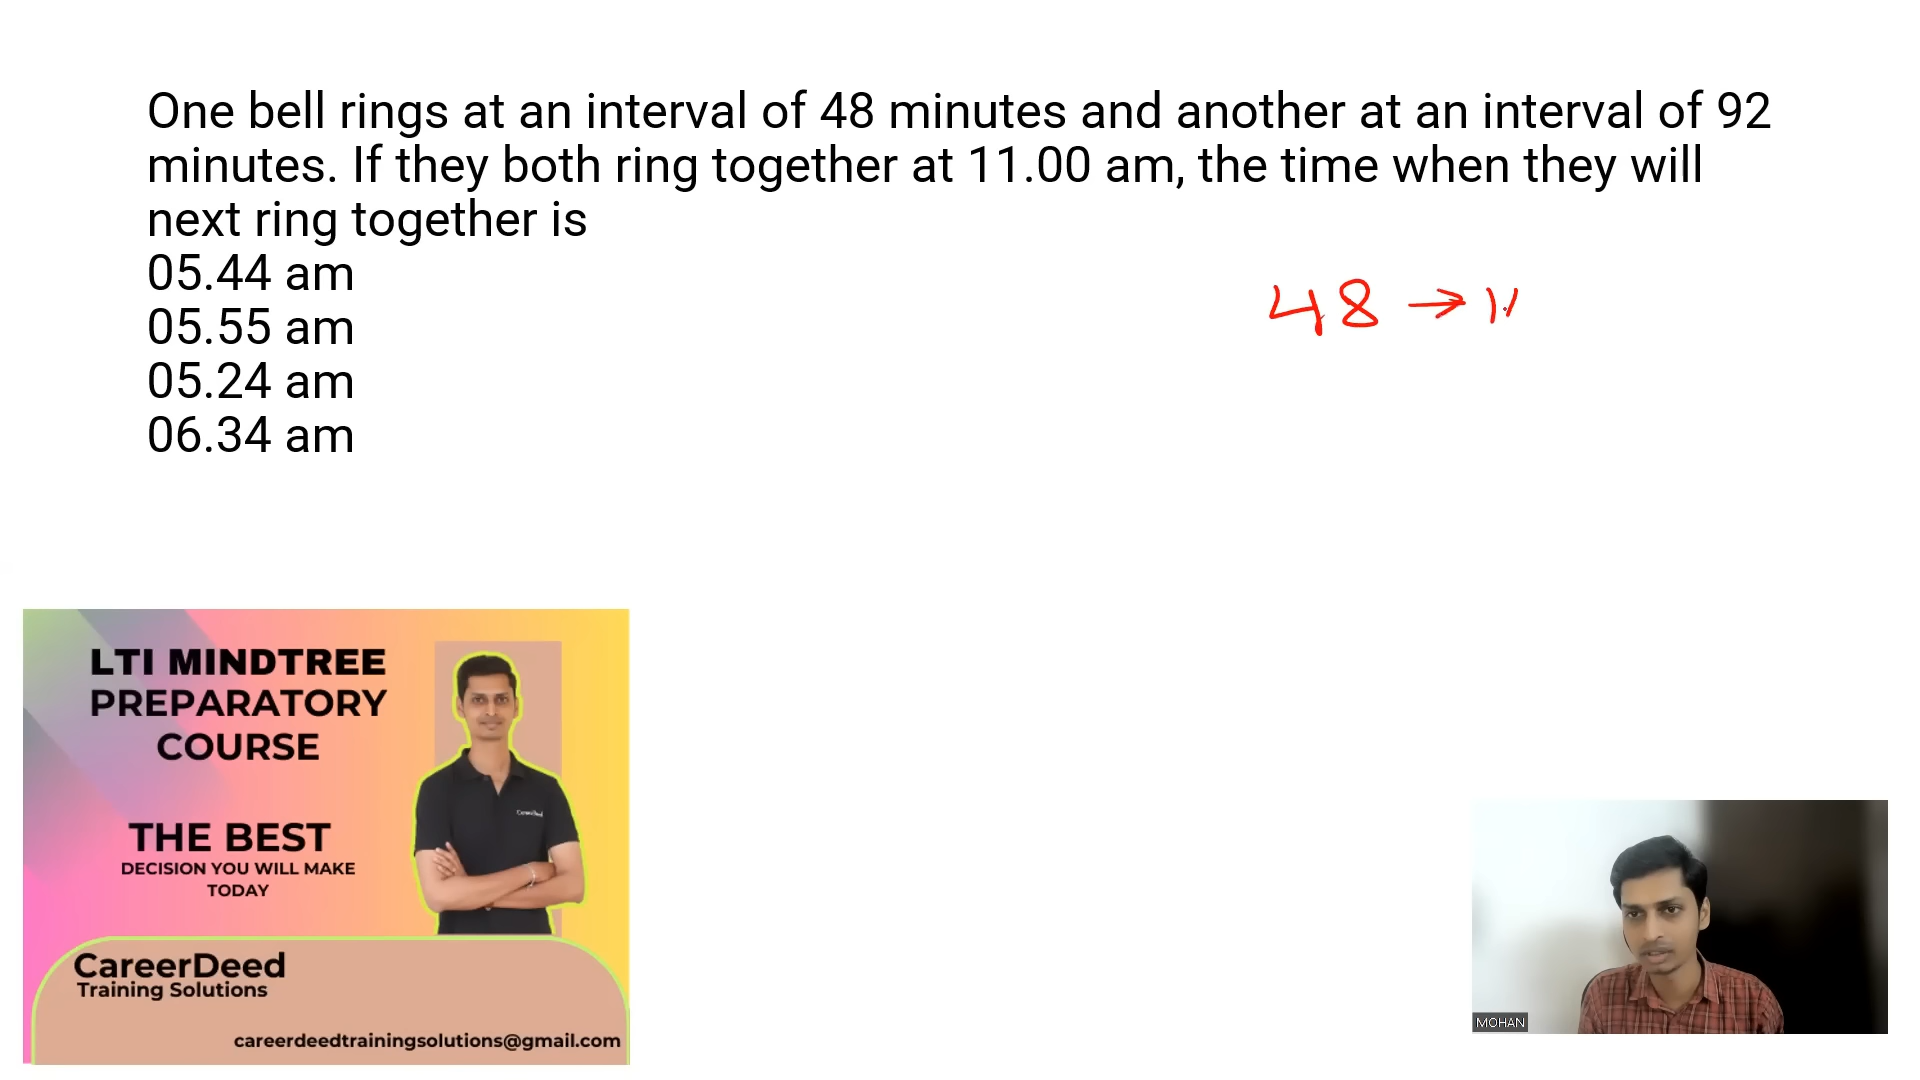 One bell rings at an interval of 48 minutes and another at an interval of 92
minutes. If they both ring together at 11.00 am, the time when they will
next ring together is
05.44 am
05.55 am
05.24 am
06.34 am
48 → 11
LTI MINDTREE
PREPARATORY
COURSE
THE BEST
DECISION YOU WILL MAKE
TODAY
CareerDeed
CareerDeed
Training Solutions
careerdeedtrainingsolutions@gmail.com
MOHAN